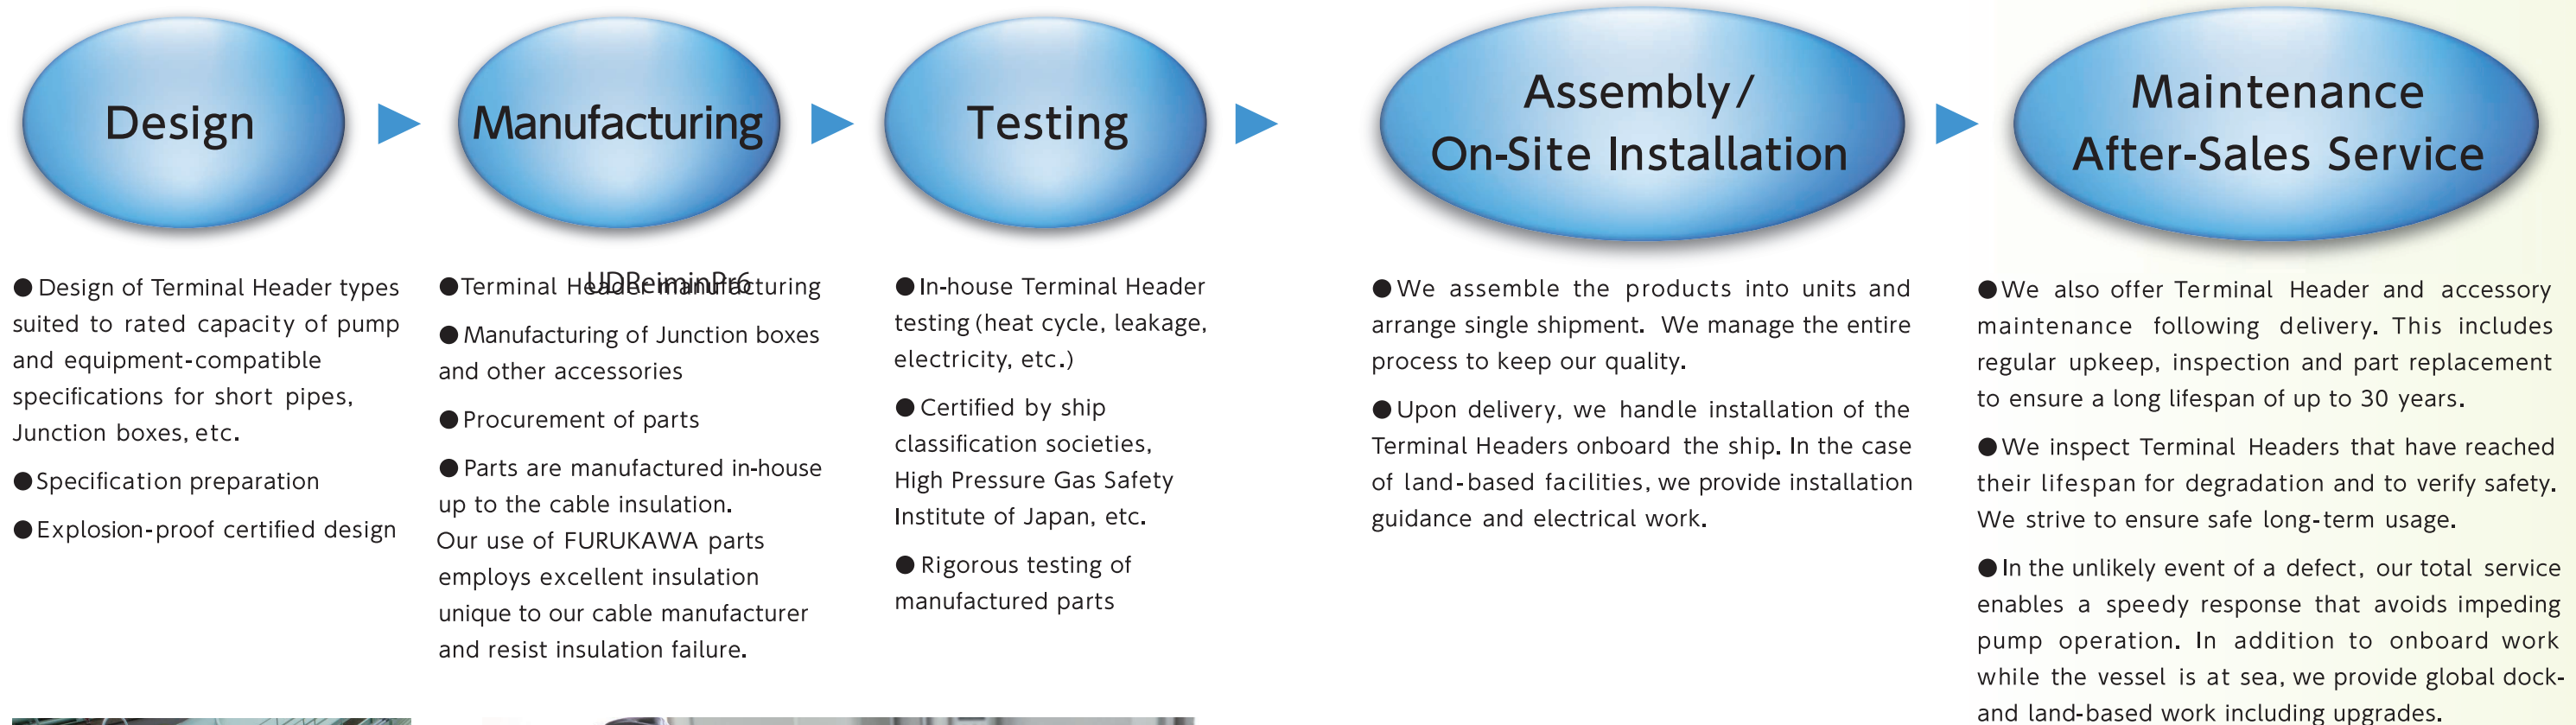 Design
Manufacturing
Testing
Assembly/
On-Site Installation
Maintenance
After-Sales Service
● Design of Terminal Header types
suited to rated capacity of pump
and equipment-compatible
specifications for short pipes,
Junction boxes, etc.
● Specification preparation
● Explosion-proof certified design
UDReiminPr6
● Terminal Header manufacturing
● Manufacturing of Junction boxes
and other accessories
● Procurement of parts
● Parts are manufactured in-house
up to the cable insulation.
Our use of FURUKAWA parts
employs excellent insulation
unique to our cable manufacturer
and resist insulation failure.
● In-house Terminal Header
testing (heat cycle, leakage,
electricity, etc.)
● Certified by ship
classification societies,
High Pressure Gas Safety
Institute of Japan, etc.
● Rigorous testing of
manufactured parts
● We assemble the products into units and
arrange single shipment. We manage the entire
process to keep our quality.
● Upon delivery, we handle installation of the
Terminal Headers onboard the ship. In the case
of land-based facilities, we provide installation
guidance and electrical work.
● We also offer Terminal Header and accessory
maintenance following delivery. This includes
regular upkeep, inspection and part replacement
to ensure a long lifespan of up to 30 years.
● We inspect Terminal Headers that have reached
their lifespan for degradation and to verify safety.
We strive to ensure safe long-term usage.
● In the unlikely event of a defect, our total service
enables a speedy response that avoids impeding
pump operation. In addition to onboard work
while the vessel is at sea, we provide global dock-
and land-based work including upgrades.